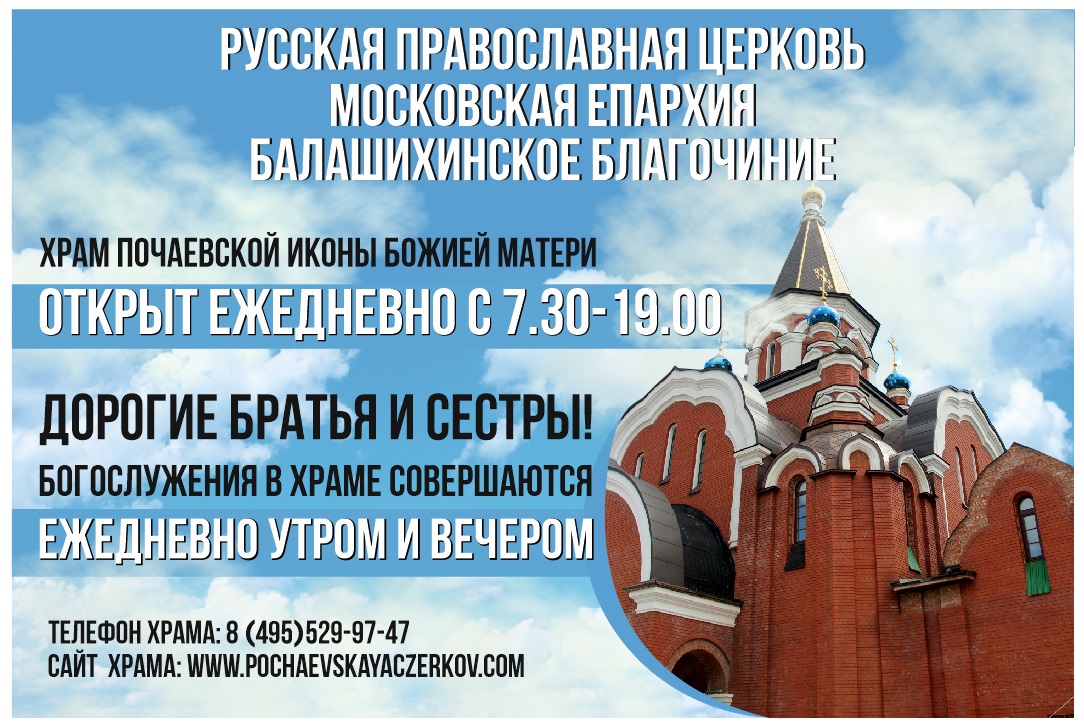 РУССКАЯ ПРАВОСЛАВНАЯ ЦЕРКОВЬ
МОСКОВСКАЯ ЕПАРХИЯ
БАЛАШИХИНСКОЕ БЛАГОЧИНИЕ
ХРАМ ПОЧАЕВСКОЙ ИКОНЫ БОЖИЕЙ МАТЕРИ
ОТКРЫТ ЕЖЕДНЕВНО С 7.30-19.00
ДОРОГИЕ БРАТЬЯ И СЕСТРЫ!
БОГОСЛУЖЕНИЯ В ХРАМЕ СОВЕРШАЮТСЯ
ЕЖЕДНЕВНО УТРОМ И ВЕЧЕРОМ
ТЕЛЕФОН ХРАМА: 8 (495)529-97-47
САЙТ ХРАМА: WWW.POCHAEVSKAYACZERKOV.COM